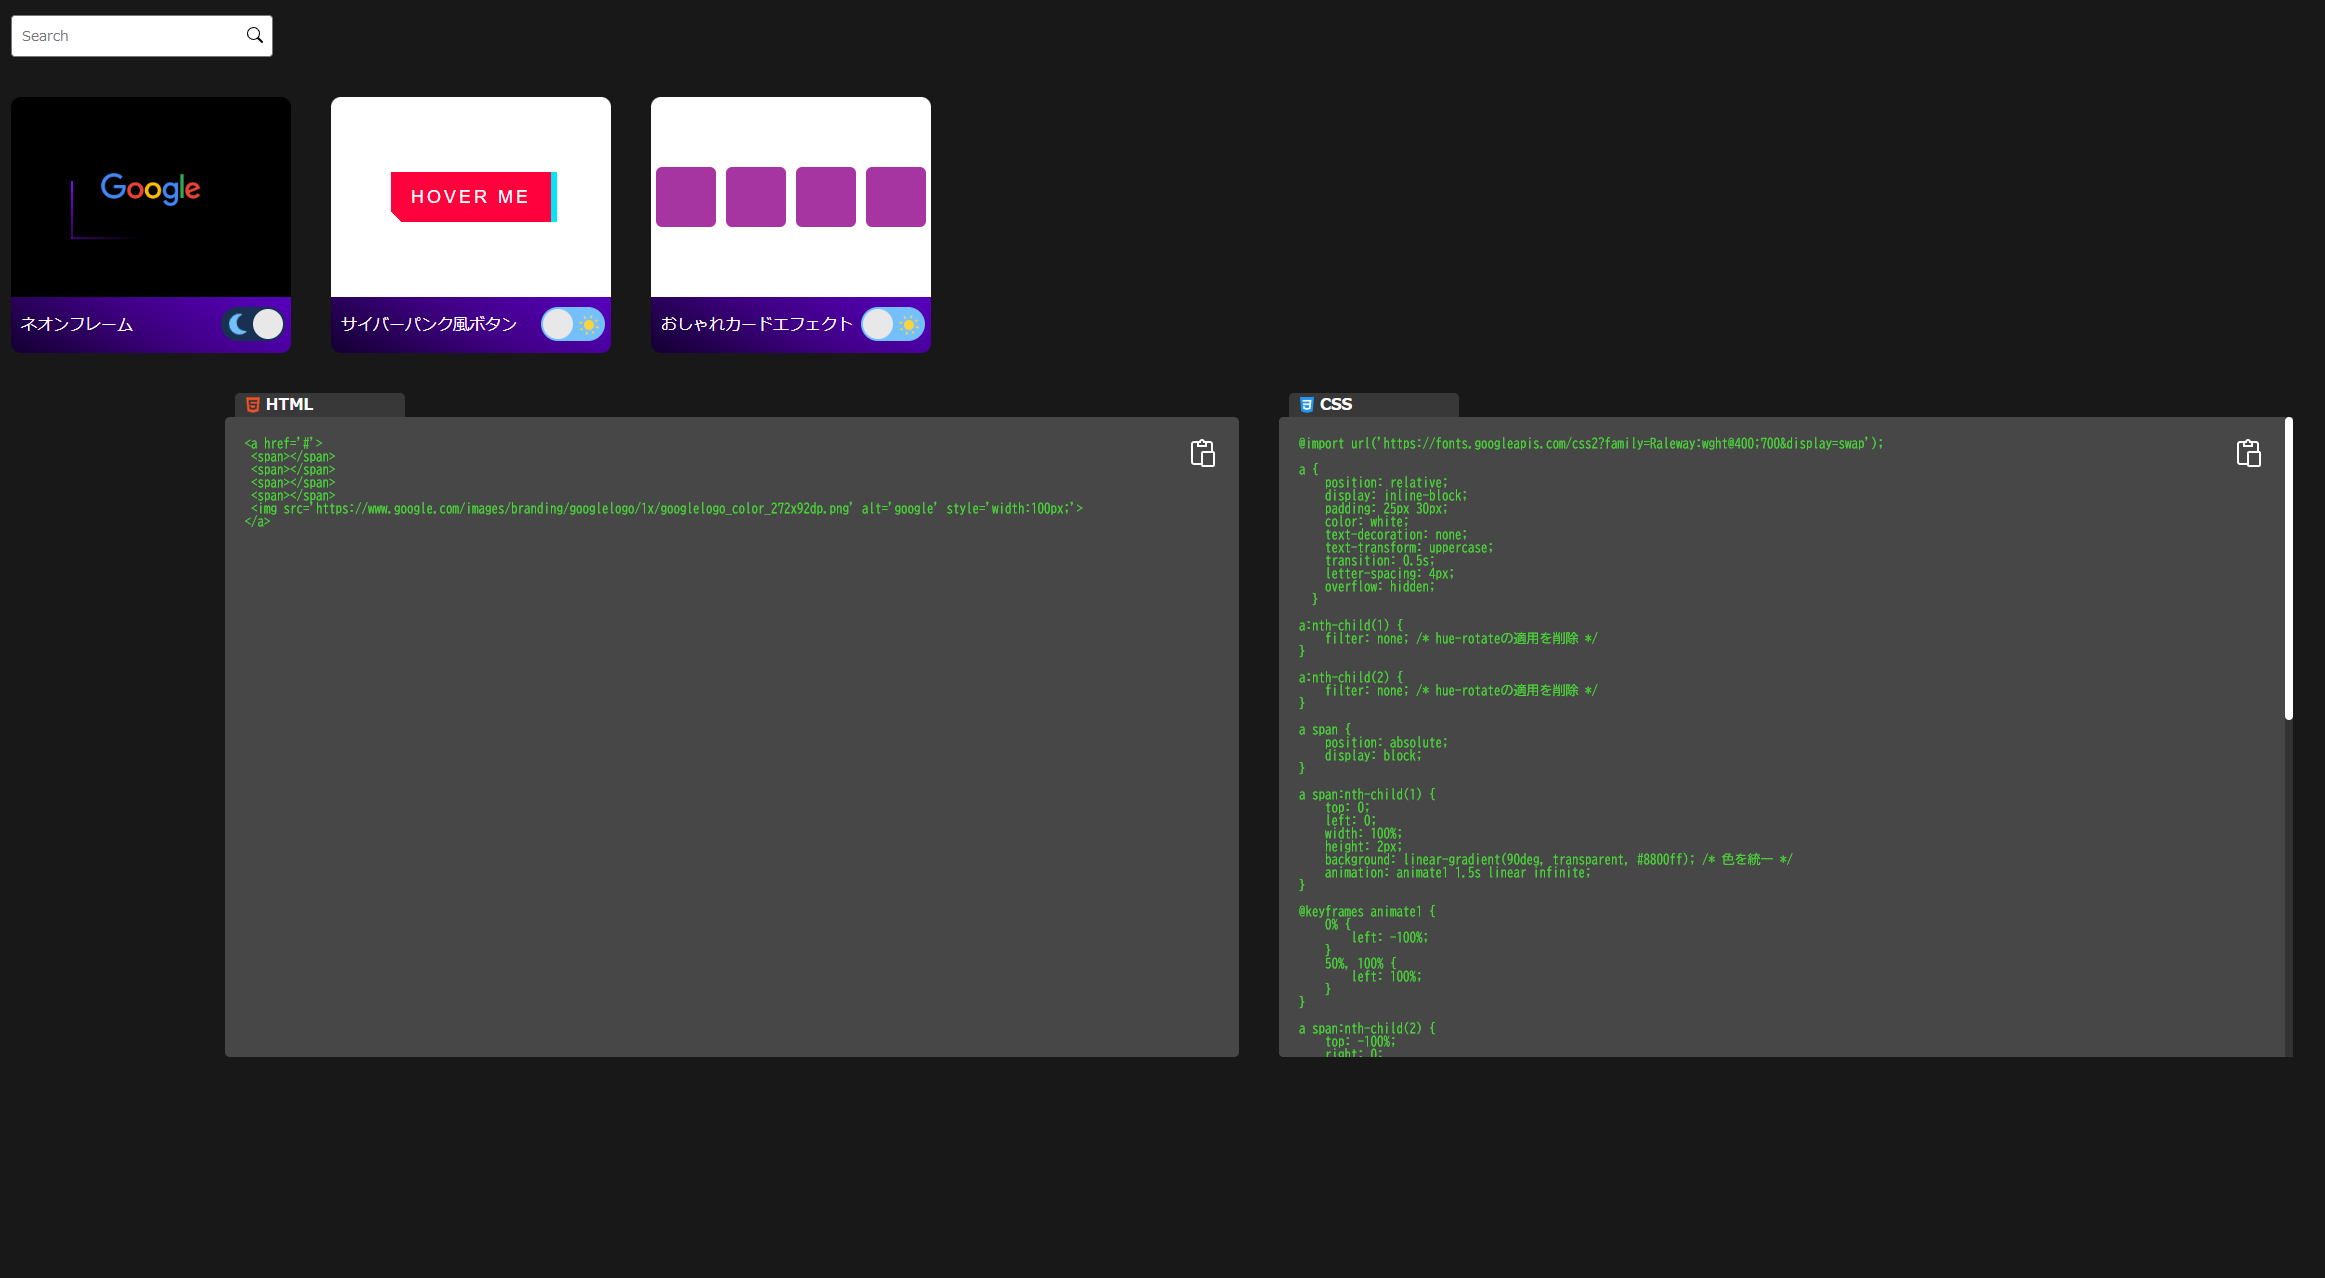 Search
Google
HOVER ME
ネオンフレーム
サイバーパンク風ボタン
おしゃれカードエフェクト
HTML
<a href='#'>
 <span></span>
 <span></span>
 <span></span>
 <span></span>
 <img src='https://www.google.com/images/branding/googlelogo/1x/googlelogo_color_272x92dp.png' alt='google' style='width:100px;'>
</a>
CSS
@import url('https://fonts.googleapis.com/css2?family=Raleway:wght@400;700&display=swap');
a {
    position: relative;
    display: inline-block;
    padding: 25px 30px;
    color: white;
    text-decoration: none;
    text-transform: uppercase;
    transition: 0.5s;
    letter-spacing: 4px;
    overflow: hidden;
  }
a:nth-child(1) {
    filter: none; /* hue-rotateの適用を削除 */
}
a:nth-child(2) {
    filter: none; /* hue-rotateの適用を削除 */
}
a span {
    position: absolute;
    display: block;
}
a span:nth-child(1) {
    top: 0;
    left: 0;
    width: 100%;
    height: 2px;
    background: linear-gradient(90deg, transparent, #8800ff); /* 色を統一 */
    animation: animate1 1.5s linear infinite;
}
@keyframes animate1 {
    0% {
        left: -100%;
    }
    50%, 100% {
        left: 100%;
    }
}
a span:nth-child(2) {
    top: -100%;
    right: 0;